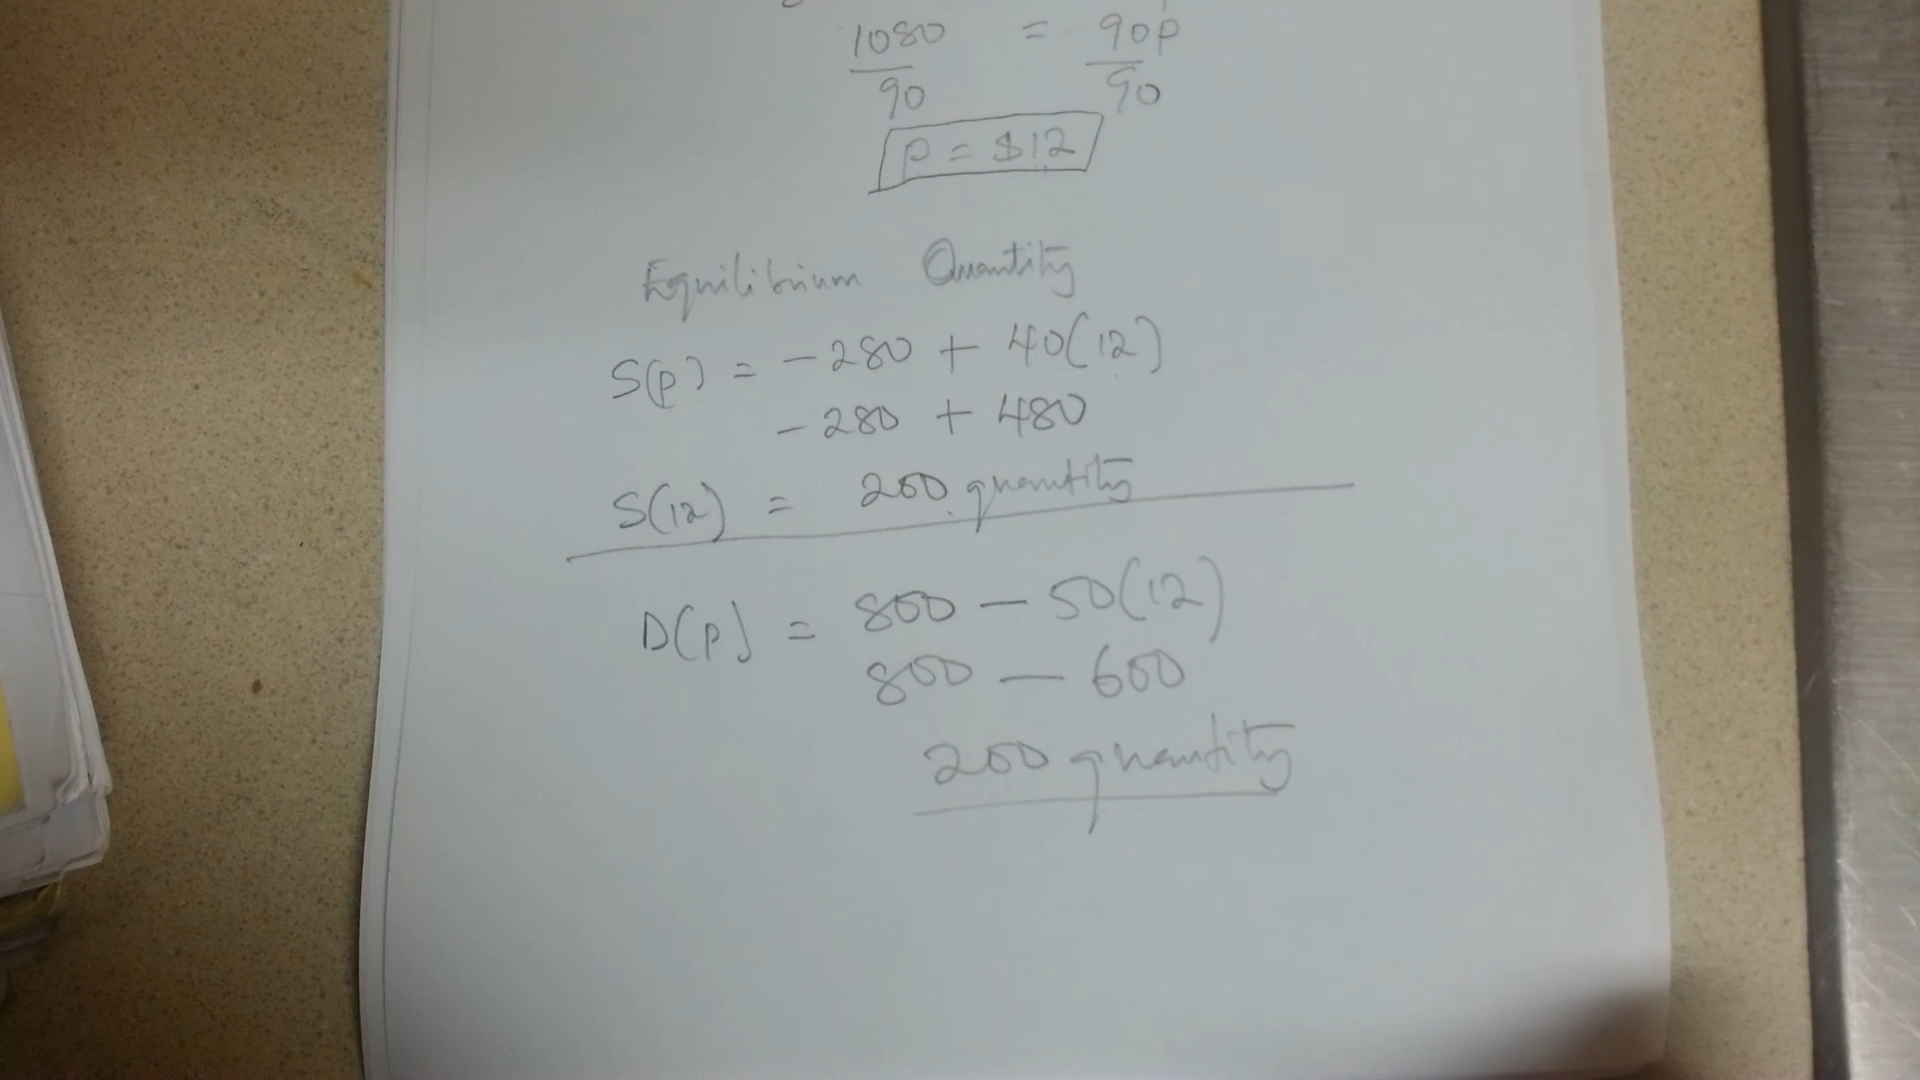 1080 = 90p
90 90
P = $12
Equilibrium Quantity
S(p) = - 280 + 40(12)
- 280 + 480
S(12) = 200 quantity
D(p) = 800 - 50(12)
800 - 600
200 quantity